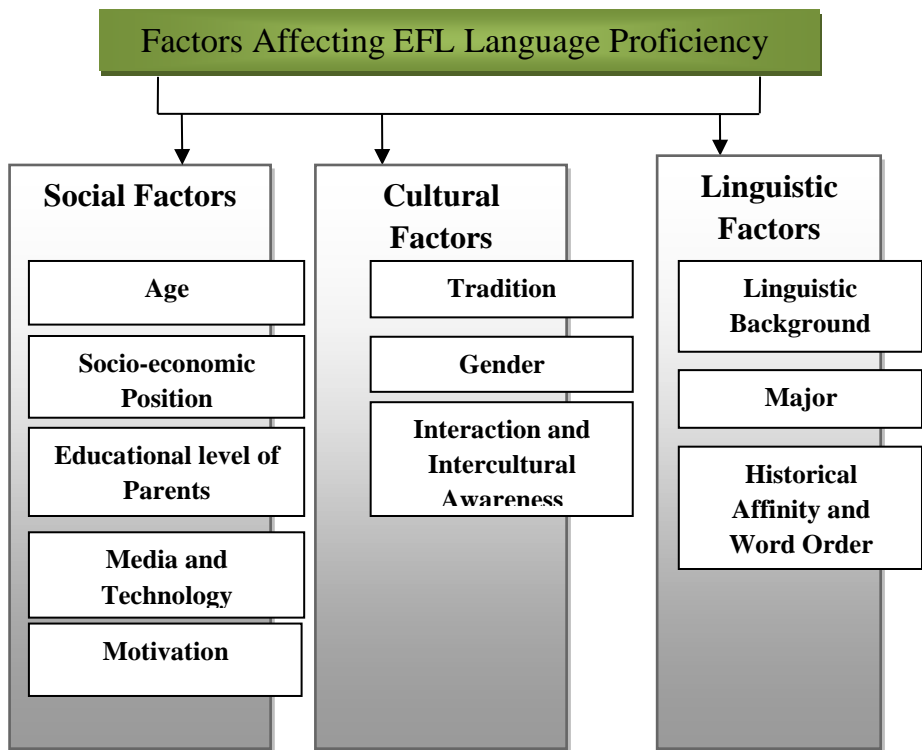 Factors Affecting EFL Language Proficiency
Social Factors
Age
Socio-economic
Position
Educational level of
Parents
Media and
Technology
Motivation
Cultural
Factors
Tradition
Gender
Interaction and
Intercultural
Awareness
Linguistic
Factors
Linguistic
Background
Major
Historical
Affinity and
Word Order